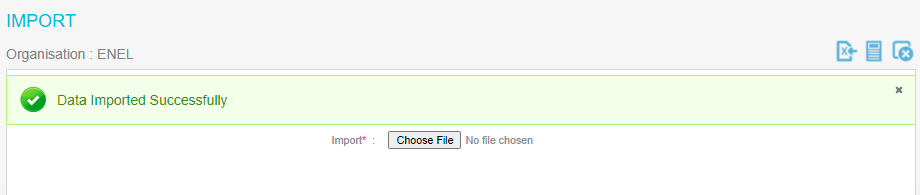 IMPORT
Organisation : ENEL
Data Imported Successfully
Import* : Choose File No file chosen